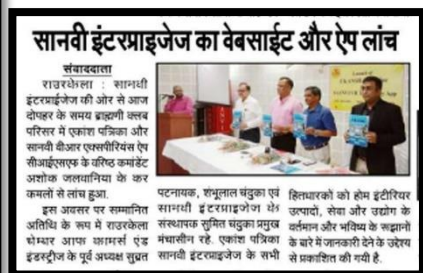 सानवी इंटरप्राइजेज का वेबसाईट और ऐप लांच
संवाददाता
राउरकेला : सानवी
इंटरप्राईजेज की ओर से आज
दोपहर के समय ब्राह्मणी क्लब
परिसर में एकांश पत्रिका और
सानवी वीआर एक्सपीरियंस ऐप
सीआईएसएफ के वरिष्ठ कमांडेंट
अशोक जलवानिया के कर
कमलों से लांच हुआ.
इस अवसर पर सम्मानित
अतिथि के रूप में राउरकेला
चेम्बर आफ कामर्स एंड
इंडस्ट्रीज के पूर्व अध्यक्ष सुब्रत
पटनायक, शंभूलाल चंदुका एवं
सानवी इंटरप्राइजेज के
संस्थापक सुमित चंदुका प्रमुख
मंचासीन रहे. एकांश पत्रिका
सानवी इंटरप्राइजेज के सभी
हितधारकों को होम इंटीरियर
उत्पादों, सेवा और उद्योग के
वर्तमान और भविष्य के रूझानों
के बारे में जानकारी देने के उद्देश्य
से प्रकाशित की गयी है.